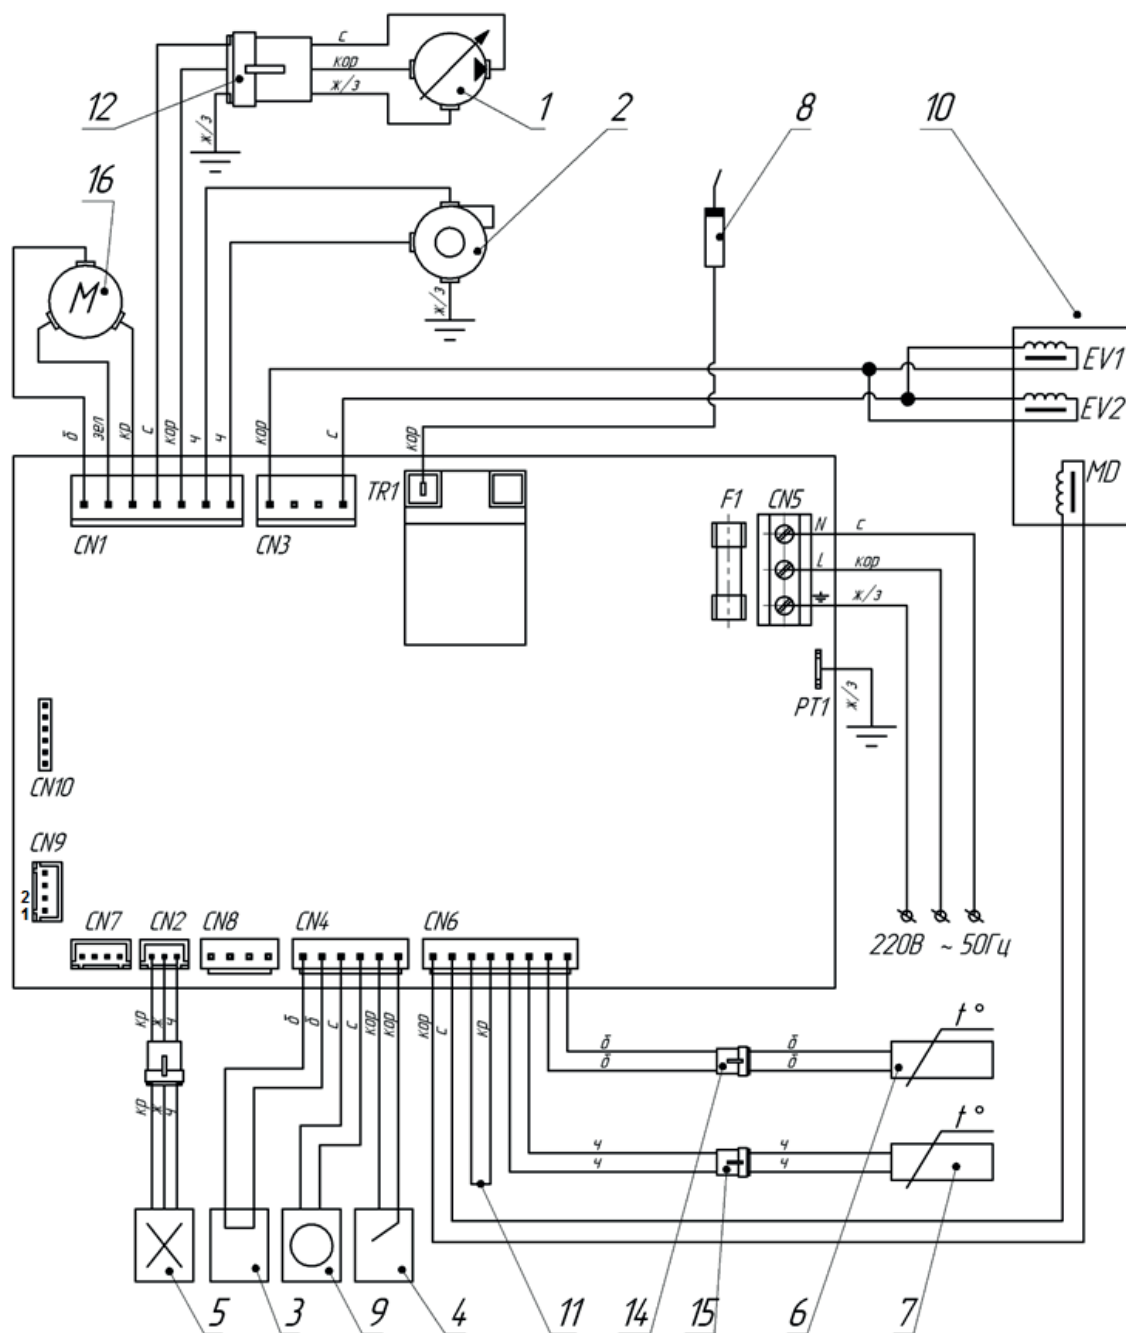 с
кор
ж/з
12
1
2
8
10
ж/з
16
М
ж/з
EV1
EV2
б
зел
кр
с
кор
ч
ч
кор
с
кор
MD
TR1
F1
CN5
CN1
CN3
N
с
L
кор
ж/з
PT1
ж/з
CN10
CN9
2
1
CN7
CN2
CN8
CN4
CN6
220В ~ 50Гц
кр
ж
ч
б
б
с
с
кор
кор
кор
с
кр
t°
б
б
б
б
кр
ж
ч
t°
ч
ч
ч
ч
5
3
9
4
11
14
15
6
7